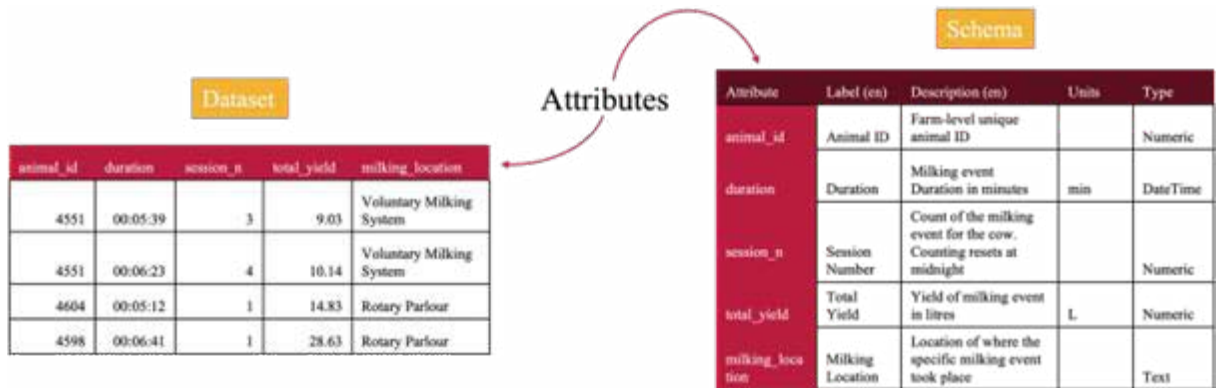 Schema
Dataset
Attributes
Attribute Label (en) Description (en) Units Type
animal_id Animal ID Farm-level unique
animal ID Numeric
duration Duration Milking event
Duration in minutes min DateTime
session_n Session
Number Count of the milking
event for the cow.
Counting resets at
midnight Numeric
total_yield Total
Yield Yield of milking event
in litres L Numeric
milking_loca
tion Milking
Location Location of where the
specific milking event
took place Text
animal_id duration session_n total_yield milking_location
4551 00:05:39 3 9.03 Voluntary Milking
System
4551 00:06:23 4 10.14 Voluntary Milking
System
4604 00:05:12 1 14.83 Rotary Parlour
4598 00:06:41 1 28.63 Rotary Parlour